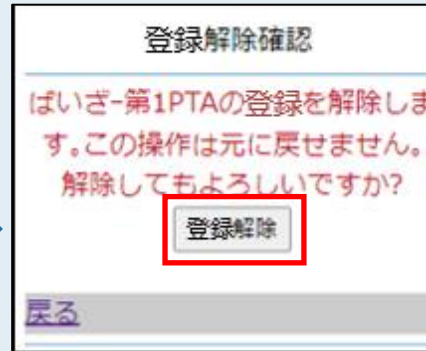 登録解除確認
ぱいざ-第1PTAの登録を解除しま
す。この操作は元に戻せません。
解除してもよろしいですか?
登録解除
戻る